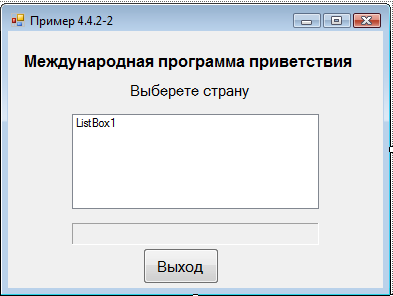 Пример 4.4.2-2
Международная программа приветствия
Выберете страну
ListBox1
Выход